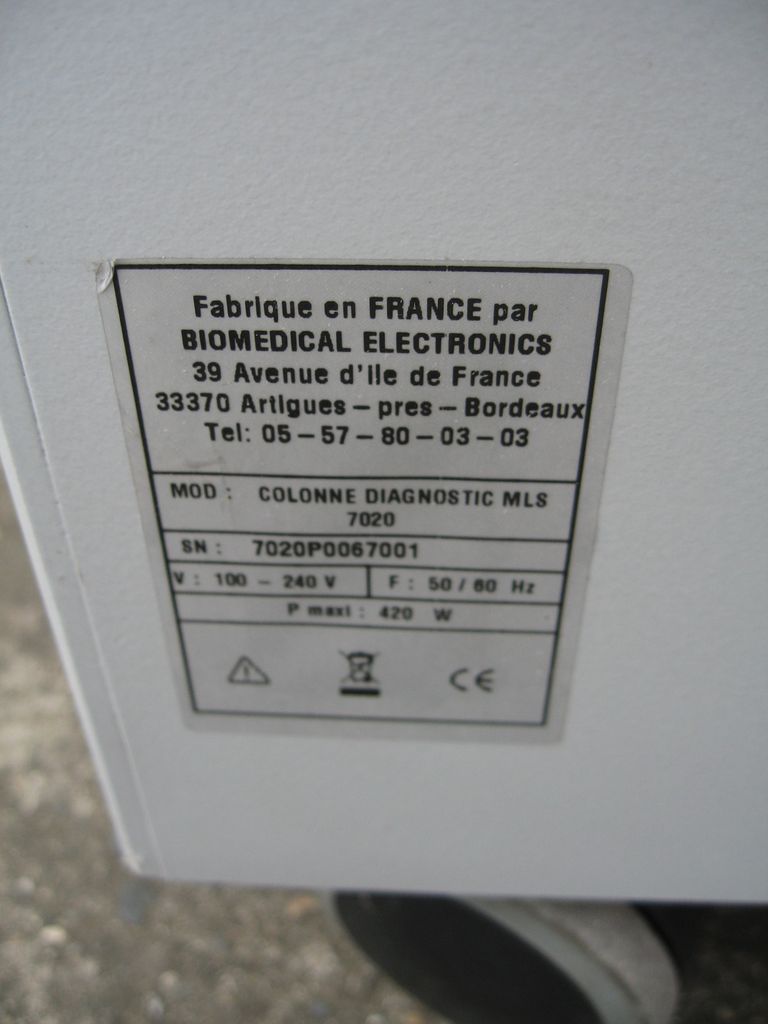 Fabrique en FRANCE par
BIOMEDICAL ELECTRONICS
39 Avenue d'Ile de France
33370 Artigues – pres – Bordeaux
Tel: 05 – 57 – 80 – 03 – 03
MOD : COLONNE DIAGNOSTIC MLS
7020
SN : 7020P0067001
V : 100 – 240 V F : 50 / 60 Hz
P maxi : 420 W
CE